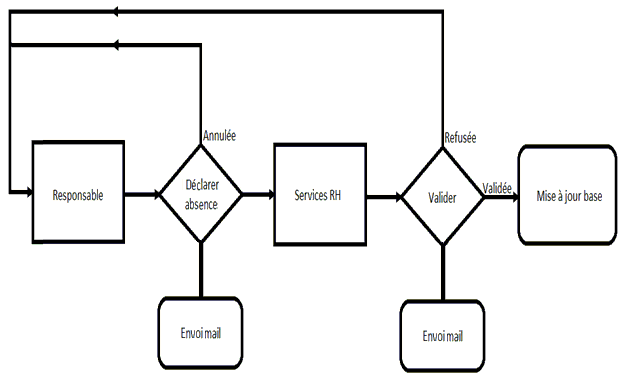 Annulée
Refusée
Responsable
Déclarer
absence
Services RH
Valider
Validée
Mise à jour base
Envoi mail
Envoi mail